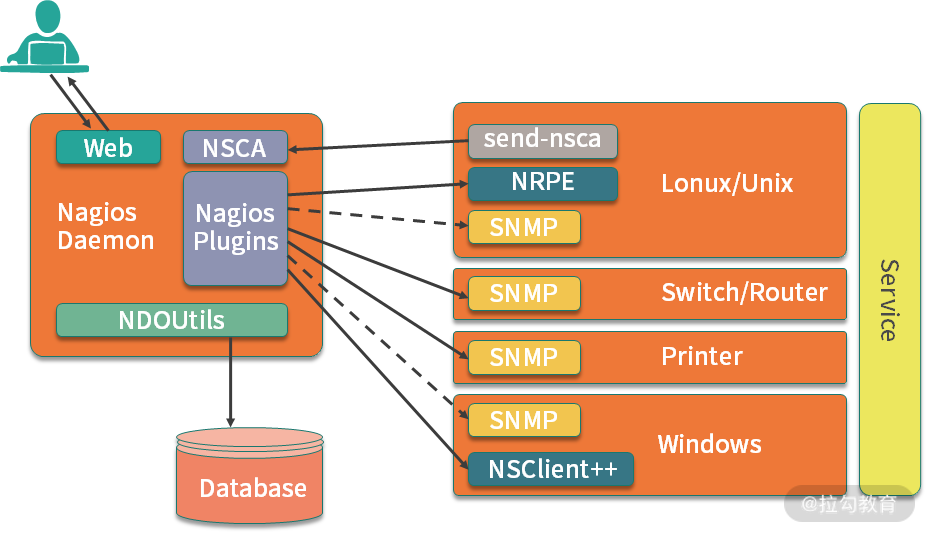 Web
NSCA
Nagios
Daemon
Nagios
Plugins
NDOUtils
Database
send-nsca
NRPE
SNMP
Lonux/Unix
SNMP
Switch/Router
SNMP
Printer
SNMP
NSClient++
Windows
Service
@拉勾教育